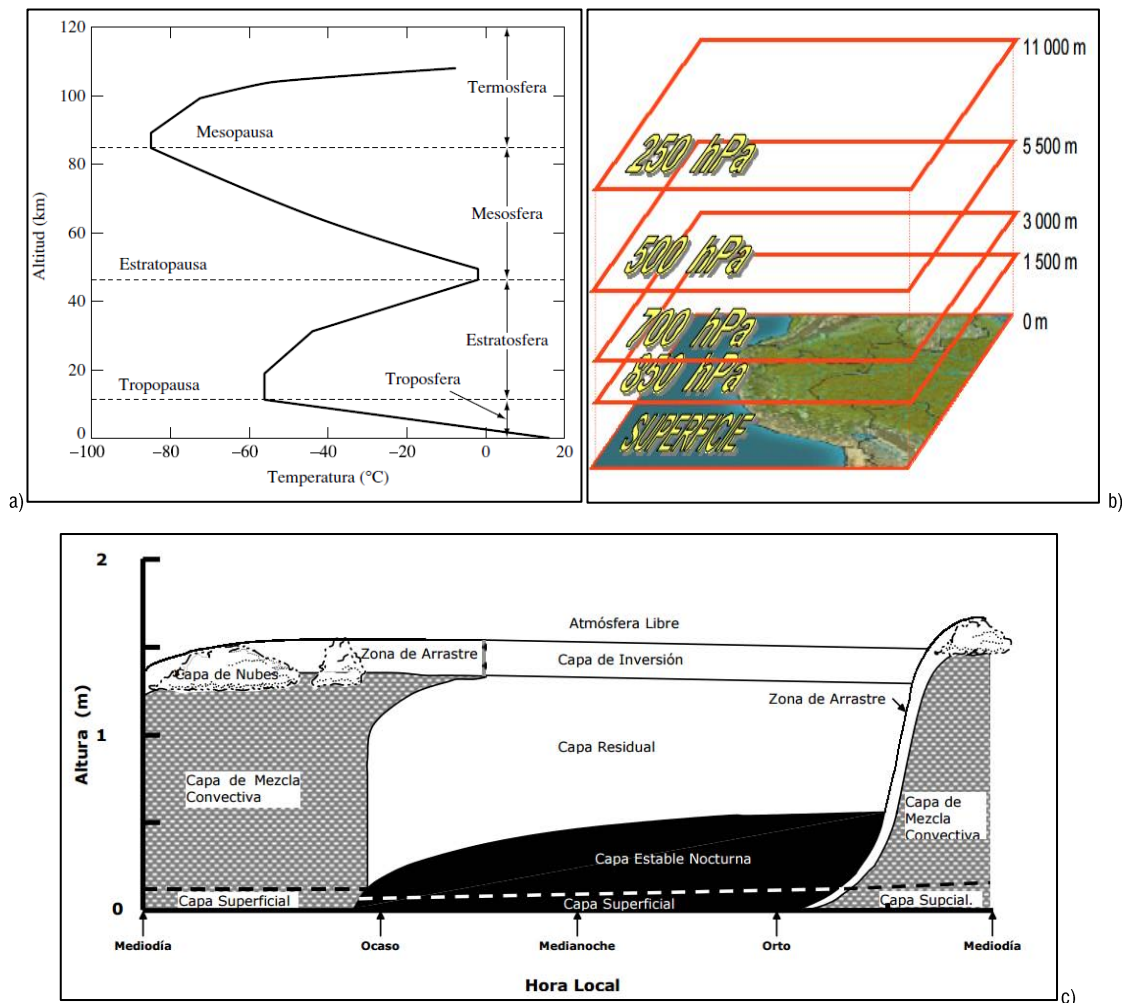 120
100
80
60
40
20
0
Altitud (km)
Termosfera
Mesopausa
Mesosfera
Estratopausa
Estratosfera
Tropopausa
Troposfera
−100
−80
−60
−40
−20
0
20
Temperatura (°C)
a)
11 000 m
250 hPa
5 500 m
3 000 m
500 hPa
1 500 m
700 hPa
0 m
850 hPa
SUPERFICIE
b)
2
1
0
Altura (m)
Atmósfera Libre
Zona de Arrastre
Capa de Inversión
Capa de Nubes
Zona de Arrastre
Capa Residual
Capa de Mezcla
Convectiva
Capa de
Mezcla
Convectiva
Capa Estable Nocturna
Capa Superficial
Capa Superficial
Capa Supcial.
Mediodía
Ocaso
Medianoche
Orto
Mediodía
Hora Local
c)